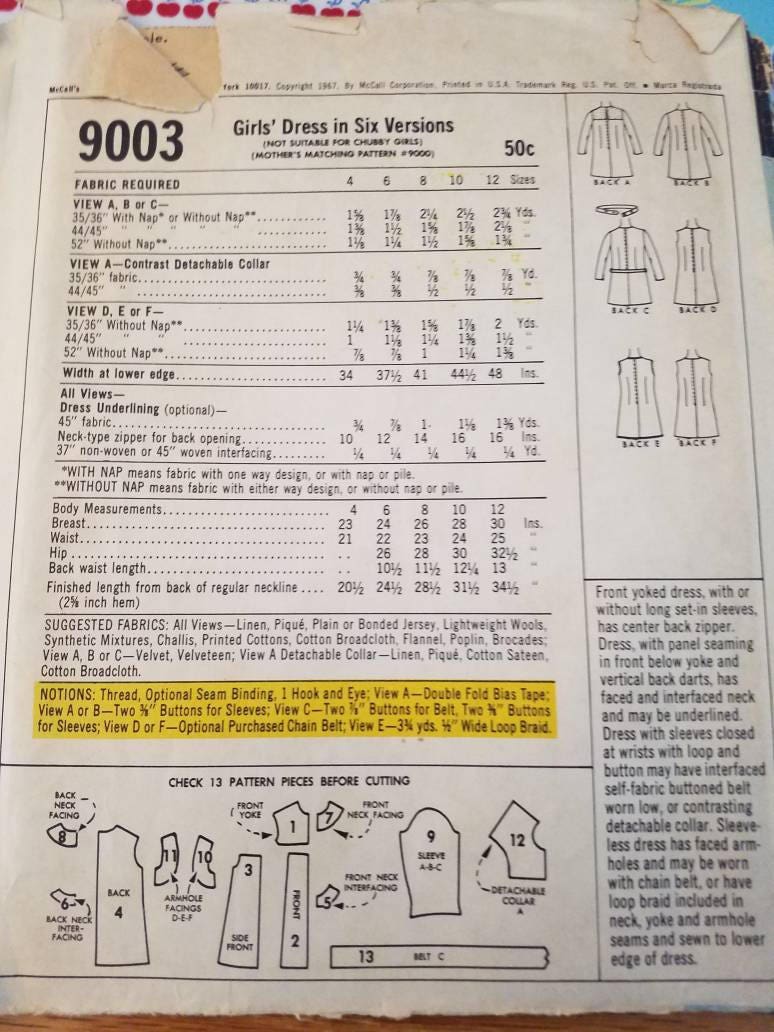 le.
McCall's
York 10017. Copyright 1967, By McCall Corporation, Printed in U.S.A. Trademark Reg. U.S. Pat. Off. ■ Marca Registrada
9003
Girls' Dress in Six Versions
(NOT SUITABLE FOR CHUBBY GIRLS)
(MOTHER'S MATCHING PATTERN #9000)
50c
FABRIC REQUIRED 4 6 8 10 12 Sizes
VIEW A, B or C—
35/36" With Nap* or Without Nap**............ 1⅝ 1⅞ 2¼ 2½ 2¾ Yds.
44/45" " " " " " ............ 1⅜ 1½ 1⅝ 1⅞ 2⅛ "
52" Without Nap**............ 1⅛ 1¼ 1½ 1⅝ 1¾ "
VIEW A—Contrast Detachable Collar
35/36" fabric............ ¾ ¾ ⅞ ⅞ ⅞ Yd.
44/45" " ............ ⅜ ⅜ ½ ½ ½ "
VIEW D, E or F—
35/36" Without Nap**............ 1¼ 1⅜ 1⅝ 1⅞ 2 Yds.
44/45" " " ............ 1 1⅛ 1¼ 1⅜ 1½ "
52" Without Nap**............ ⅞ ⅞ 1 1¼ 1⅜ "
Width at lower edge............ 34 37½ 41 44½ 48 Ins.
All Views—
Dress Underlining (optional)—
45" fabric............ ¾ ⅞ 1 1⅛ 1⅜ Yds.
Neck-type zipper for back opening............ 10 12 14 16 16 Ins.
37" non-woven or 45" woven interfacing......... ¼ ¼ ¼ ¼ ¼ Yd.
*WITH NAP means fabric with one way design, or with nap or pile.
**WITHOUT NAP means fabric with either way design, or without nap or pile.
Body Measurements............ 4 6 8 10 12
Breast............ 23 24 26 28 30 Ins.
Waist............ 21 22 23 24 25 "
Hip ............ .. 26 28 30 32½ "
Back waist length............ .. 10½ 11½ 12¼ 13 "
Finished length from back of regular neckline .... 20½ 24½ 28½ 31½ 34½ "
(2⅝ inch hem)
SUGGESTED FABRICS: All Views—Linen, Piqué, Plain or Bonded Jersey, Lightweight Wools,
Synthetic Mixtures, Challis, Printed Cottons, Cotton Broadcloth, Flannel, Poplin, Brocades;
View A, B or C—Velvet, Velveteen; View A Detachable Collar—Linen, Piqué, Cotton Sateen,
Cotton Broadcloth.
NOTIONS: Thread, Optional Seam Binding, 1 Hook and Eye; View A—Double Fold Bias Tape;
View A or B—Two ⅜" Buttons for Sleeves; View C—Two ⅞" Buttons for Belt, Two ⅜" Buttons
for Sleeves; View D or F—Optional Purchased Chain Belt; View E—3¾ yds. ½" Wide Loop Braid.
BACK A
BACK B
BACK C
BACK D
BACK E
BACK F
Front yoked dress, with or
without long set-in sleeves,
has center back zipper.
Dress, with panel seaming
in front below yoke and
vertical back darts, has
faced and interfaced neck
and may be underlined.
Dress with sleeves closed
at wrists with loop and
button may have interfaced
self-fabric buttoned belt
worn low, or contrasting
detachable collar. Sleeve-
less dress has faced arm-
holes and may be worn
with chain belt, or have
loop braid included in
neck, yoke and armhole
seams and sewn to lower
edge of dress.
CHECK 13 PATTERN PIECES BEFORE CUTTING
BACK
NECK
FACING
8
6
BACK NECK
INTER-
FACING
BACK
4
11
10
ARMHOLE
FACINGS
D-E-F
FRONT
YOKE
1
7
FRONT
NECK FACING
3
SIDE
FRONT
FRONT
2
FRONT NECK
INTERFACING
5
9
SLEEVE
A-B-C
12
DETACHABLE
COLLAR
A
13 BELT C